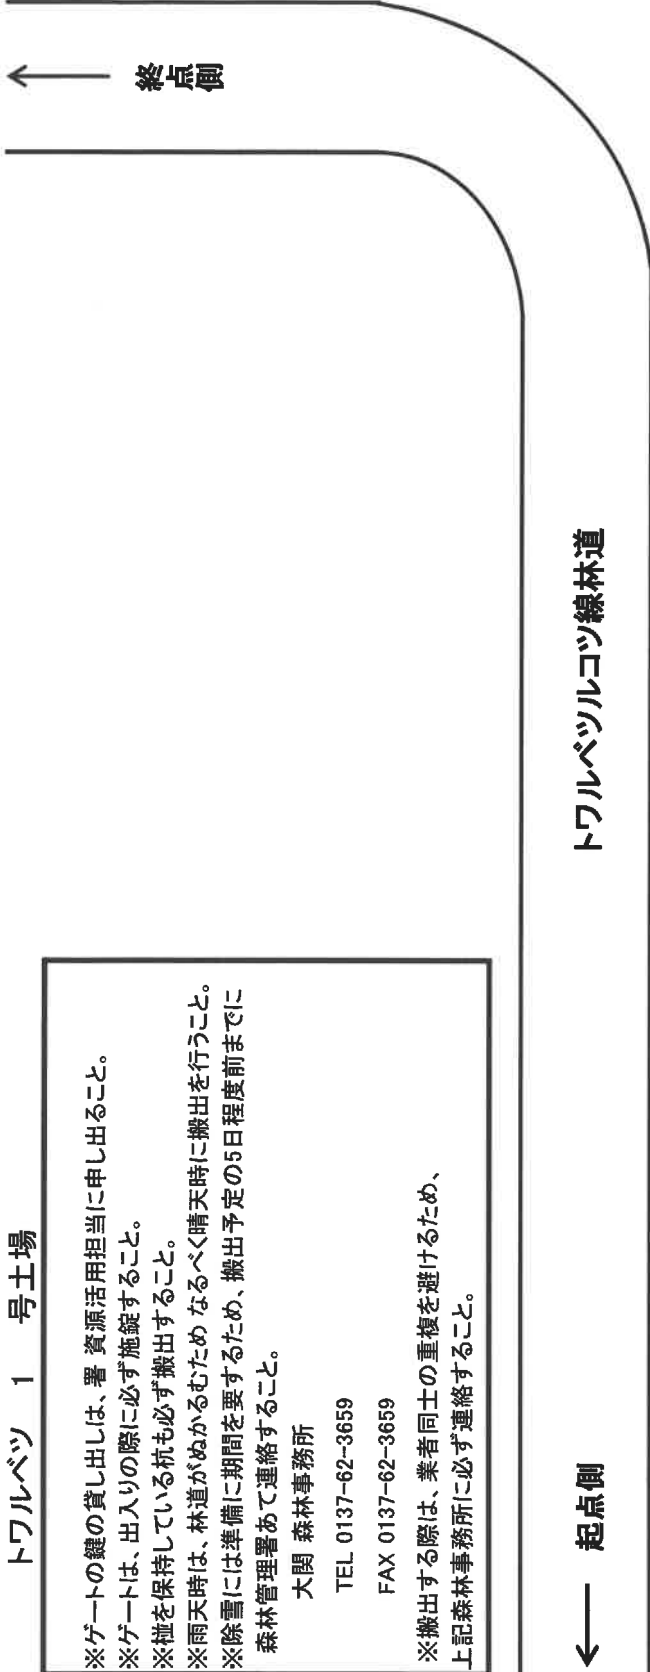 トワルベツ 1 号土場
※ゲートの鍵の貸し出しは、署 資源活用担当に申し出ること。
※ゲートは、出入りの際に必ず施錠すること。
※椪を保持している杭も必ず搬出すること。
※雨天時は、林道がぬかるむため なるべく晴天時に搬出を行うこと。
※除雪には準備に期間を要するため、搬出予定の5日程度前までに
森林管理署あて連絡すること。
大関 森林事務所
TEL 0137-62-3659
FAX 0137-62-3659
※搬出する際は、業者同士の重複を避けるため、
上記森林事務所に必ず連絡すること。
← 起点側
トワルベツルコツ線林道
← 終点側